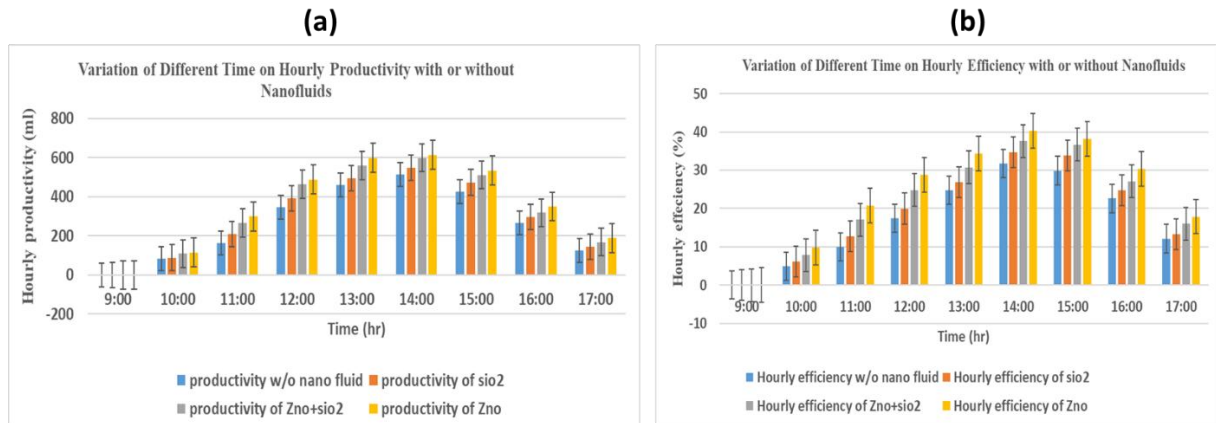 (a)
Variation of Different Time on Hourly Productivity with or without
Nanofluids
Hourly productivity (ml)
800
600
400
200
0
-200
9:00 10:00 11:00 12:00 13:00 14:00 15:00 16:00 17:00
Time (hr)
productivity w/o nano fluid productivity of sio2
productivity of Zno+sio2 productivity of Zno
(b)
Variation of Different Time on Hourly Efficiency with or without Nanofluids
Hourly effeciency (%)
50
40
30
20
10
0
-10
9:00 10:00 11:00 12:00 13:00 14:00 15:00 16:00 17:00
Time (hr)
Hourly efficiency w/o nano fluid Hourly efficiency of sio2
Hourly efficiency of Zno+sio2 Hourly efficiency of Zno